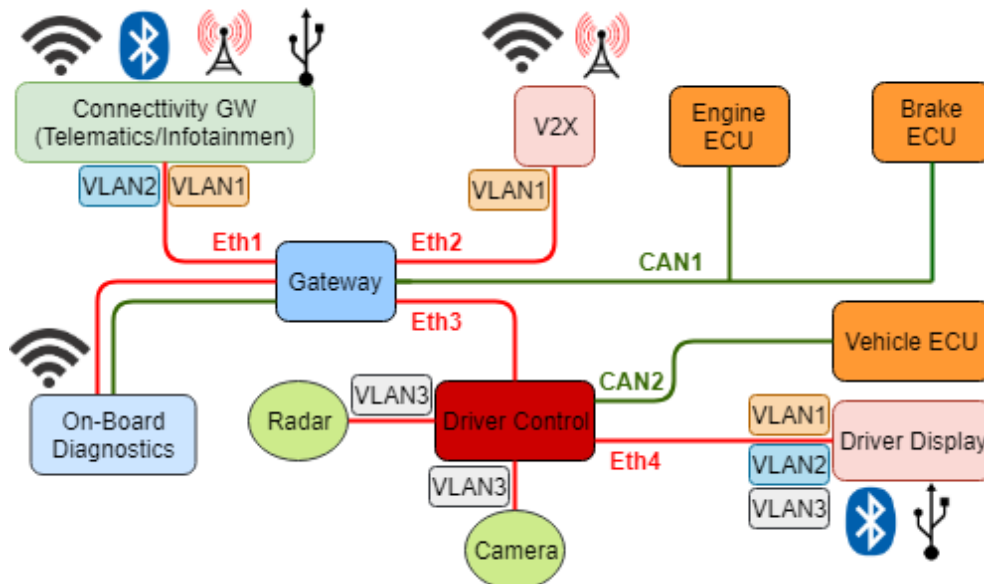 Connecttivity GW
(Telematics/Infotainmen)
VLAN2
VLAN1
V2X
VLAN1
Engine
ECU
Brake
ECU
Eth1
Eth2
Gateway
CAN1
Eth3
Vehicle ECU
CAN2
On-Board
Diagnostics
Radar
VLAN3
Driver Control
VLAN3
Camera
Eth4
VLAN1
VLAN2
VLAN3
Driver Display